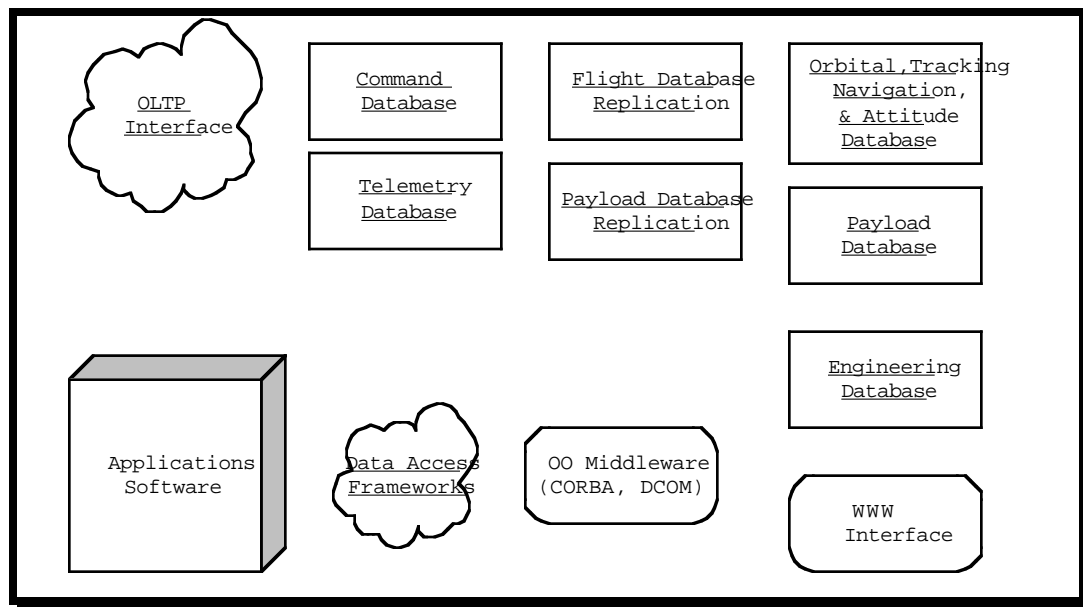 OLTP
Interface
Command
Database
Telemetry
Database
Flight Database
Replication
Payload Database
Replication
Orbital,Tracking
Navigation,
& Attitude
Database
Payload
Database
Engineering
Database
Applications
Software
Data Access
Frameworks
OO Middleware
(CORBA, DCOM)
WWW
Interface